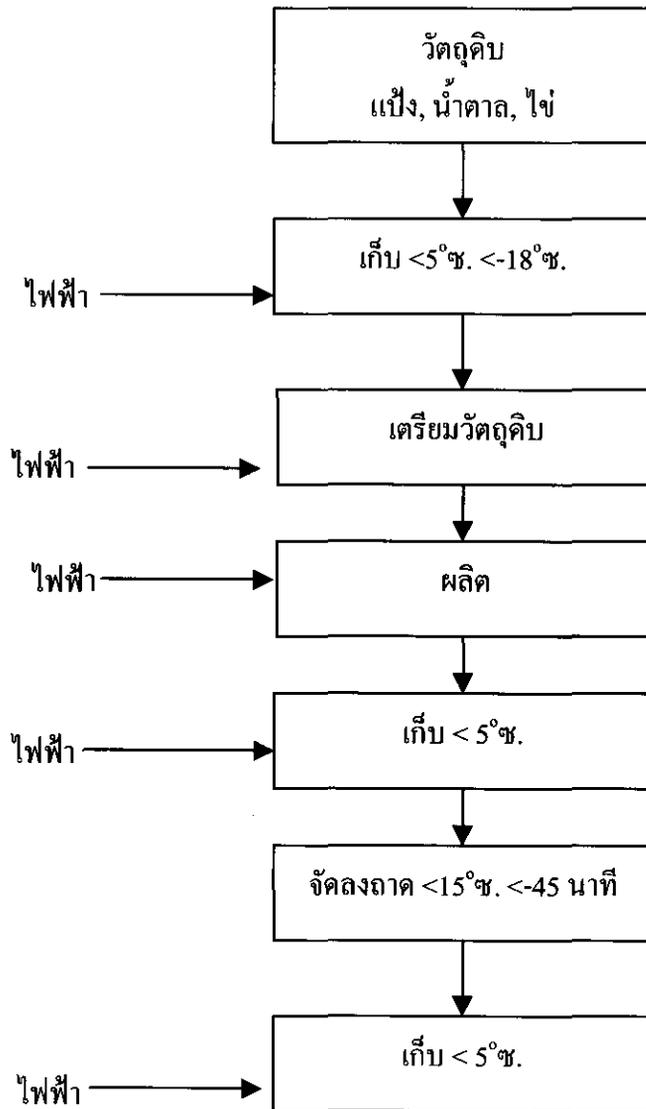 วัตถุดิบ
แป้ง, น้ำตาล, ไข่
เก็บ <5°ซ. <-18°ซ.
ไฟฟ้า
เตรียมวัตถุดิบ
ไฟฟ้า
ไฟฟ้า
ผลิต
เก็บ < 5°ซ.
ไฟฟ้า
จัดลงถาด <15°ซ. <-45 นาที
เก็บ < 5°ซ.
ไฟฟ้า